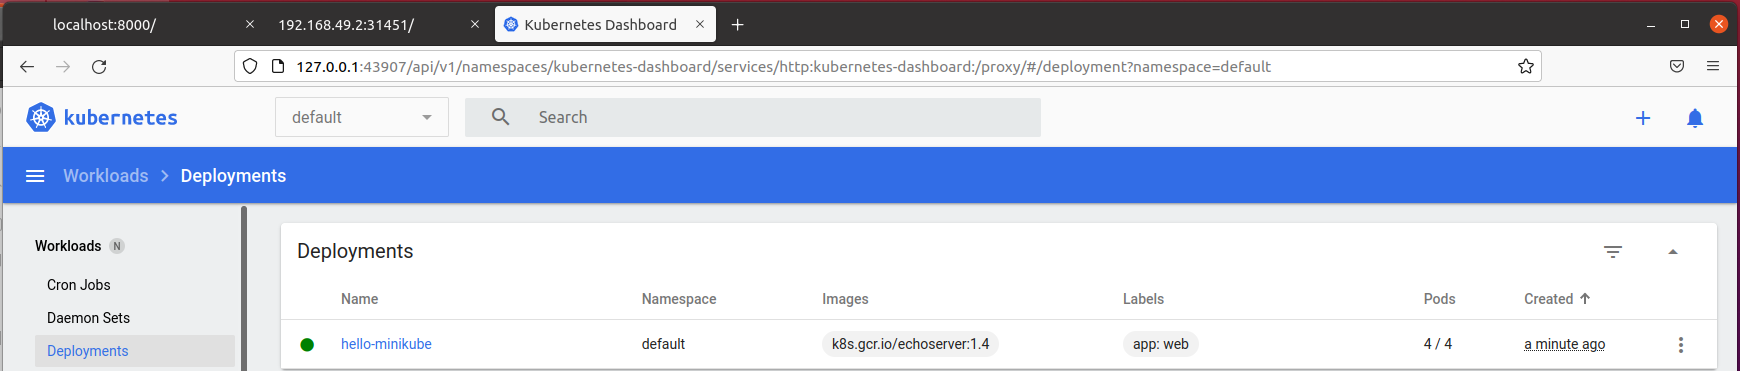 localhost:8000/
192.168.49.2:31451/
Kubernetes Dashboard
127.0.0.1:43907/api/v1/namespaces/kubernetes-dashboard/services/http:kubernetes-dashboard:/proxy/#/deployment?namespace=default
kubernetes
default
Search
Workloads
Deployments
Workloads N
Cron Jobs
Daemon Sets
Deployments
Deployments
Name Namespace Images Labels Pods Created
hello-minikube default k8s.gcr.io/echoserver:1.4 app: web 4 / 4 a minute ago